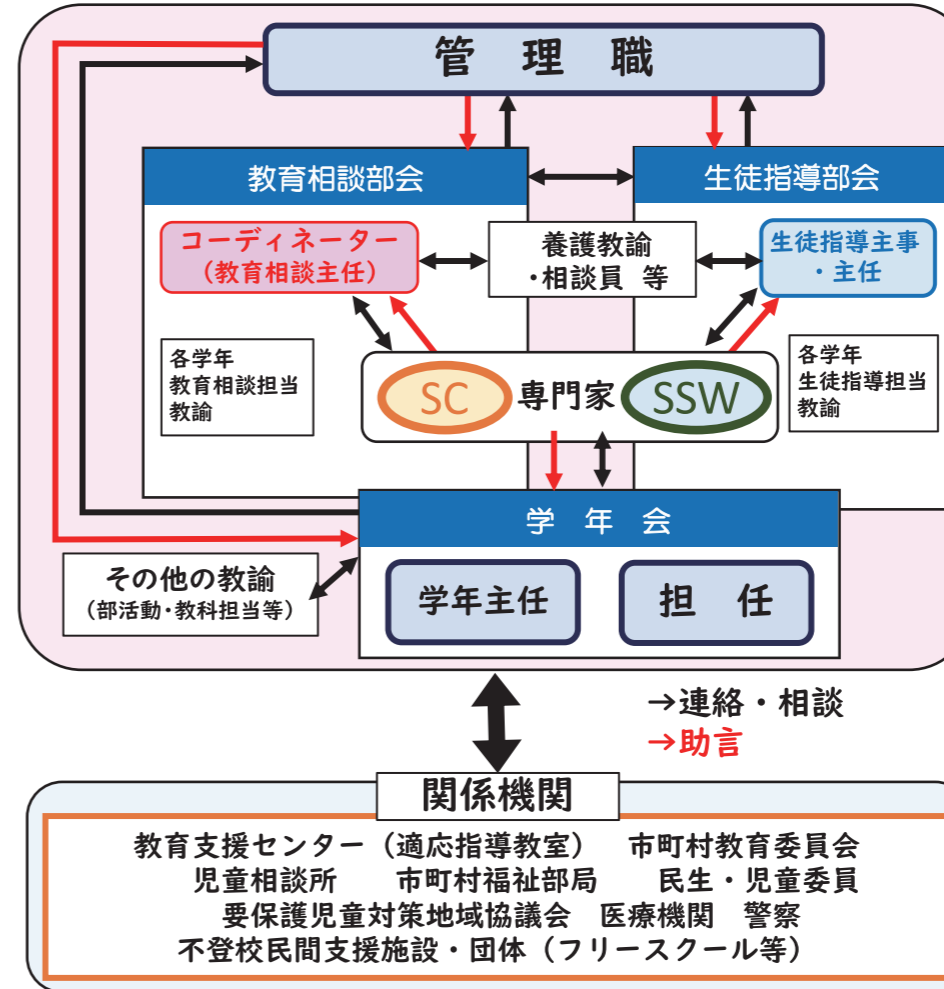 管 理 職
教育相談部会
生徒指導部会
コーディネーター
（教育相談主任）
養護教諭
・相談員 等
生徒指導主事
・主任
各学年
教育相談担当
教諭
SC 専門家 SSW
各学年
生徒指導担当
教諭
学 年 会
学年主任
担 任
その他の教諭
（部活動・教科担当等）
→連絡・相談
→助言
関係機関
教育支援センター（適応指導教室） 市町村教育委員会
児童相談所 市町村福祉部局 民生・児童委員
要保護児童対策地域協議会 医療機関 警察
不登校民間支援施設・団体（フリースクール等）